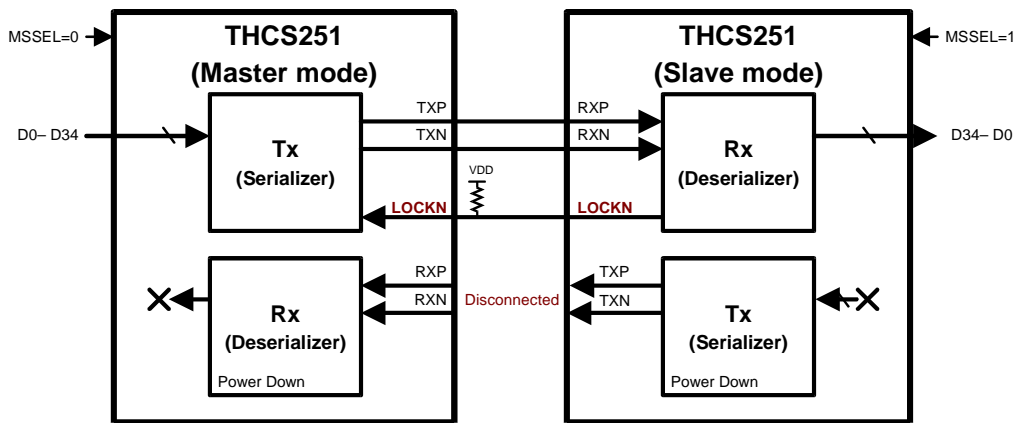 MSSEL=0
THCS251
(Master mode)
THCS251
(Slave mode)
MSSEL=1
D0– D34
Tx
(Serializer)
TXP
TXN
RXP
RXN
Rx
(Deserializer)
D34– D0
VDD
LOCKN
LOCKN
Rx
(Deserializer)
Power Down
RXP
RXN
Disconnected
TXP
TXN
Tx
(Serializer)
Power Down